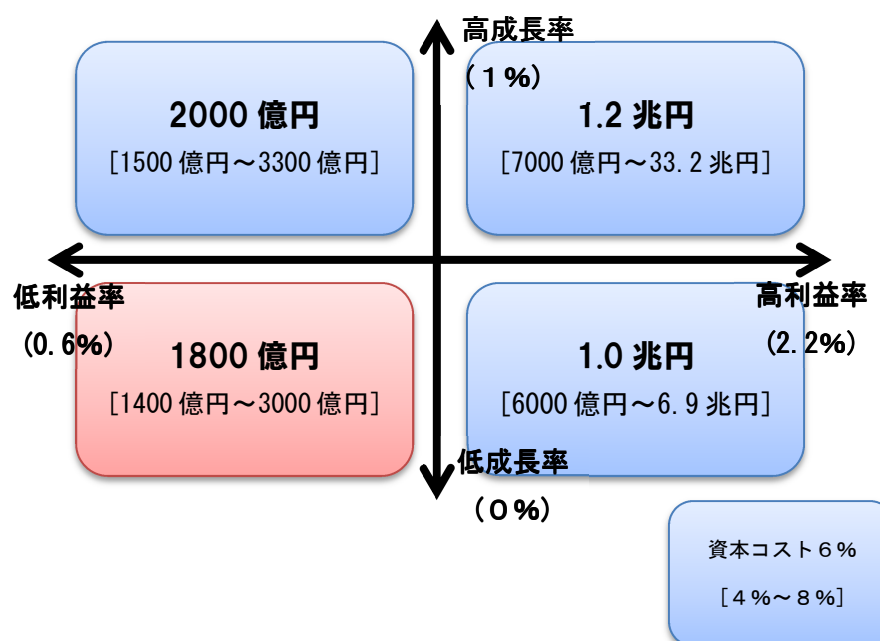 高成長率
(1%)
2000 億円
[1500 億円～3300 億円]
1.2 兆円
[7000 億円～33.2 兆円]
低利益率
(0.6%)
高利益率
(2.2%)
1800 億円
[1400 億円～3000 億円]
1.0 兆円
[6000 億円～6.9 兆円]
低成長率
(0%)
資本コスト6%
[4%～8%]